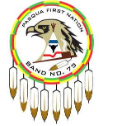 PASQUA FIRST NATION
BAND NO. 79